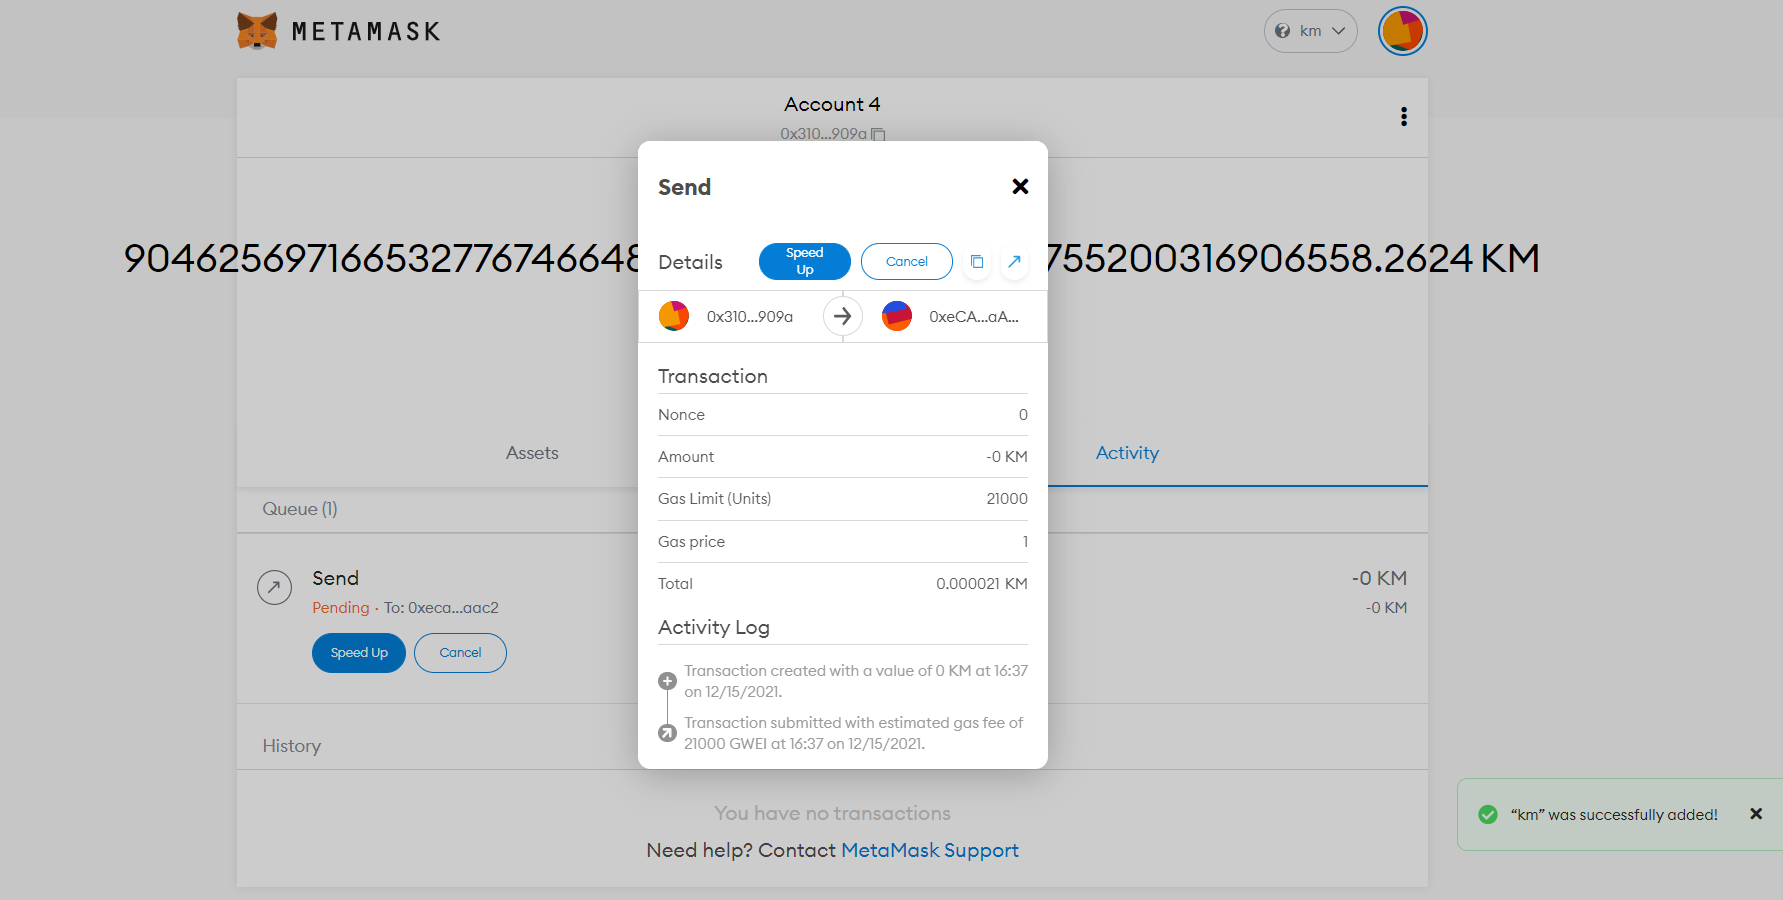 METAMASK
km
Account 4
0x310...909a
Send
904625697166532776746648
755200316906558.2624 KM
Details
Speed
Up
Cancel
0x310...909a
0xeCA...aA...
Transaction
Nonce
0
Amount
-0 KM
Gas Limit (Units)
21000
Gas price
1
Total
0.000021 KM
Activity Log
Transaction created with a value of 0 KM at 16:37
on 12/15/2021.
Transaction submitted with estimated gas fee of
21000 GWEI at 16:37 on 12/15/2021.
Assets
Activity
Queue (1)
Send
Pending · To: 0xeca...aac2
-0 KM
-0 KM
Speed Up
Cancel
History
You have no transactions
Need help? Contact MetaMask Support
“km” was successfully added!